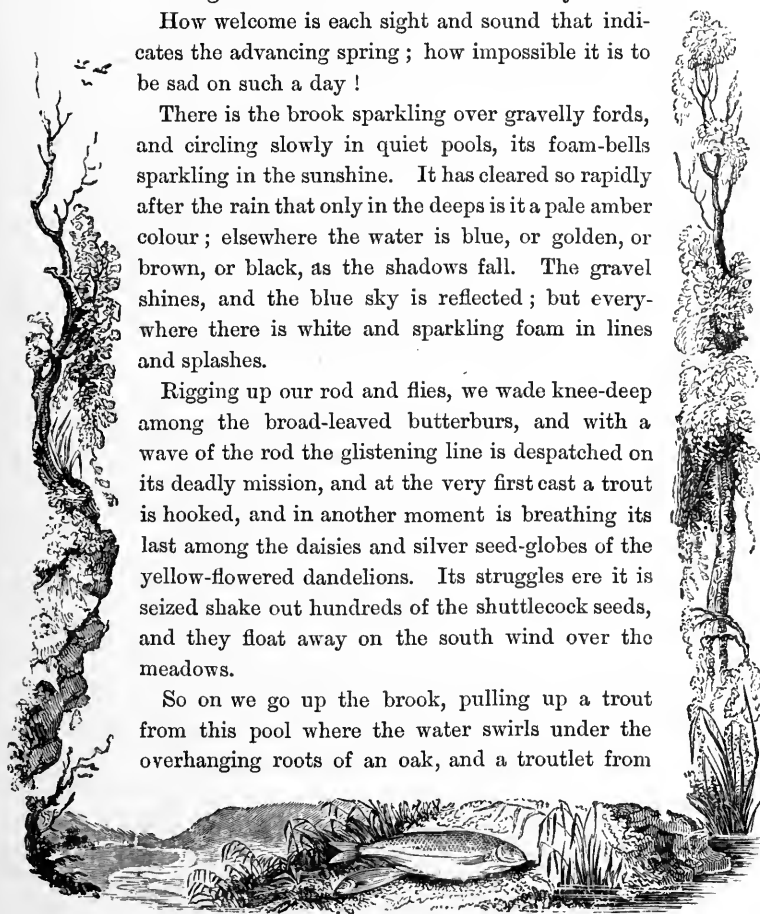 How welcome is each sight and sound that indi-
cates the advancing spring ; how impossible it is to
be sad on such a day !
There is the brook sparkling over gravelly fords,
and circling slowly in quiet pools, its foam-bells
sparkling in the sunshine. It has cleared so rapidly
after the rain that only in the deeps is it a pale amber
colour ; elsewhere the water is blue, or golden, or
brown, or black, as the shadows fall. The gravel
shines, and the blue sky is reflected ; but every-
where there is white and sparkling foam in lines
and splashes.
Rigging up our rod and flies, we wade knee-deep
among the broad-leaved butterburs, and with a
wave of the rod the glistening line is despatched on
its deadly mission, and at the very first cast a trout
is hooked, and in another moment is breathing its
last among the daisies and silver seed-globes of the
yellow-flowered dandelions. Its struggles ere it is
seized shake out hundreds of the shuttlecock seeds,
and they float away on the south wind over the
meadows.
So on we go up the brook, pulling up a trout
from this pool where the water swirls under the
overhanging roots of an oak, and a troutlet from